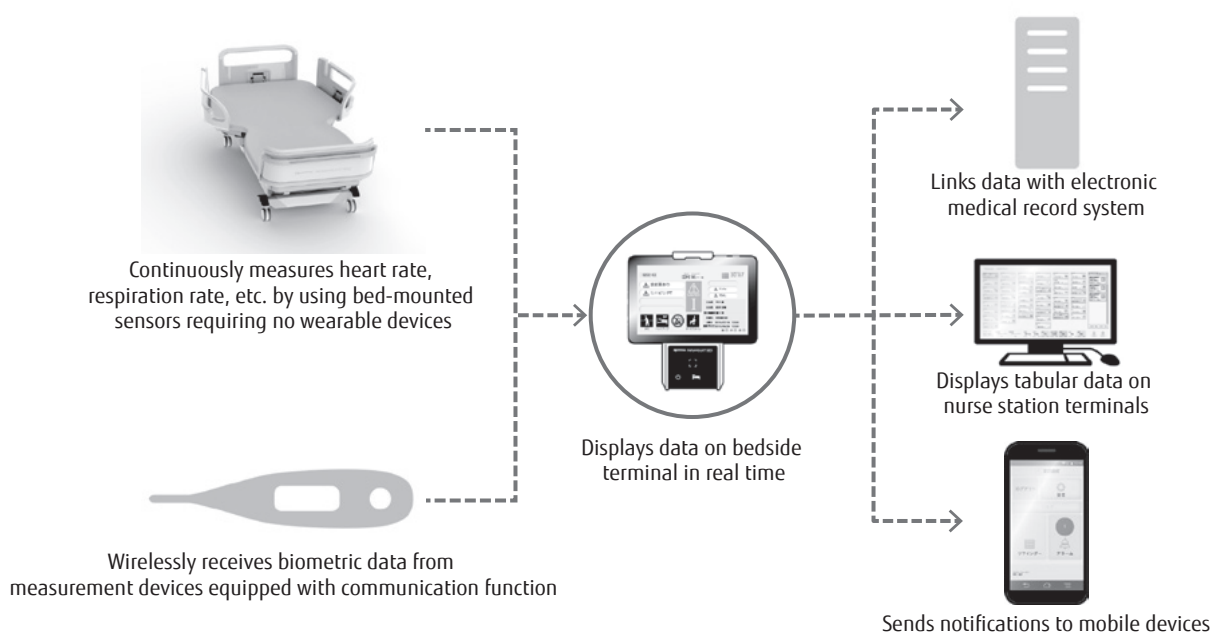 Continuously measures heart rate,
respiration rate, etc. by using bed-mounted
sensors requiring no wearable devices
Wirelessly receives biometric data from
measurement devices equipped with communication function
Displays data on bedside
terminal in real time
Links data with electronic
medical record system
Displays tabular data on
nurse station terminals
Sends notifications to mobile devices